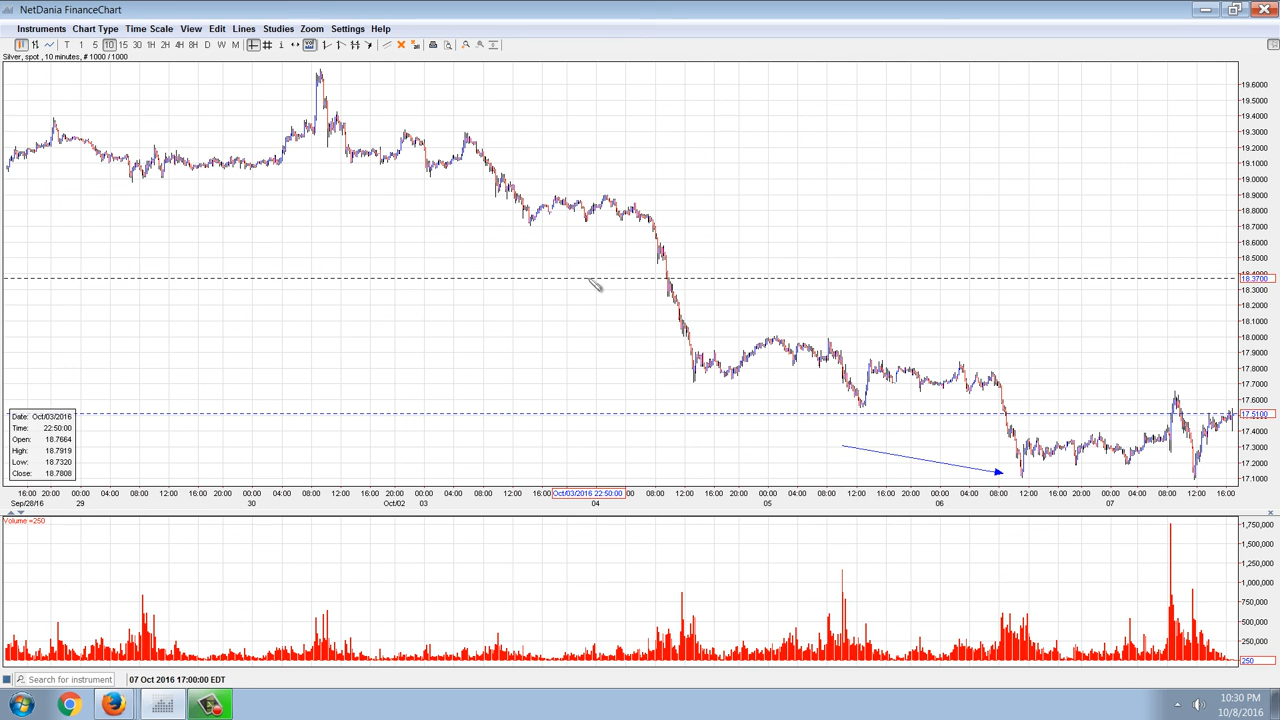 NetDania FinanceChart
Instruments Chart Type Time Scale View Edit Lines Studies Zoom Settings Help
T 1 5 10 15 30 1H 2H 4H 8H D W M
Silver, spot , 10 minutes, # 1000 / 1000
19.6000
19.5000
19.4000
19.3000
19.2000
19.1000
19.0000
18.9000
18.8000
18.7000
18.6000
18.5000
18.3700
18.3000
18.2000
18.1000
18.0000
17.9000
17.8000
17.7000
17.6000
17.5100
17.4000
17.3000
17.2000
17.1000
Date: Oct/03/2016
Time: 22:50:00
Open: 18.7664
High: 18.7919
Low: 18.7320
Close: 18.7808
16:00 20:00 00:00 04:00 08:00 12:00 16:00 20:00 00:00 04:00 08:00 12:00 16:00 20:00 00:00 04:00 08:00 12:00 16:00 Oct/03/2016 22:50:00 08:00 12:00 16:00 20:00 00:00 04:00 08:00 12:00 16:00 20:00 00:00 04:00 08:00 12:00 16:00 20:00 00:00 04:00 08:00 12:00 16:00
Sep/28/16 29 30 Oct/02 03 04 05 06 07
Volume =250
1,750,000
1,500,000
1,250,000
1,000,000
750,000
500,000
250,000
250
Search for instrument 07 Oct 2016 17:00:00 EDT
10:30 PM
10/8/2016